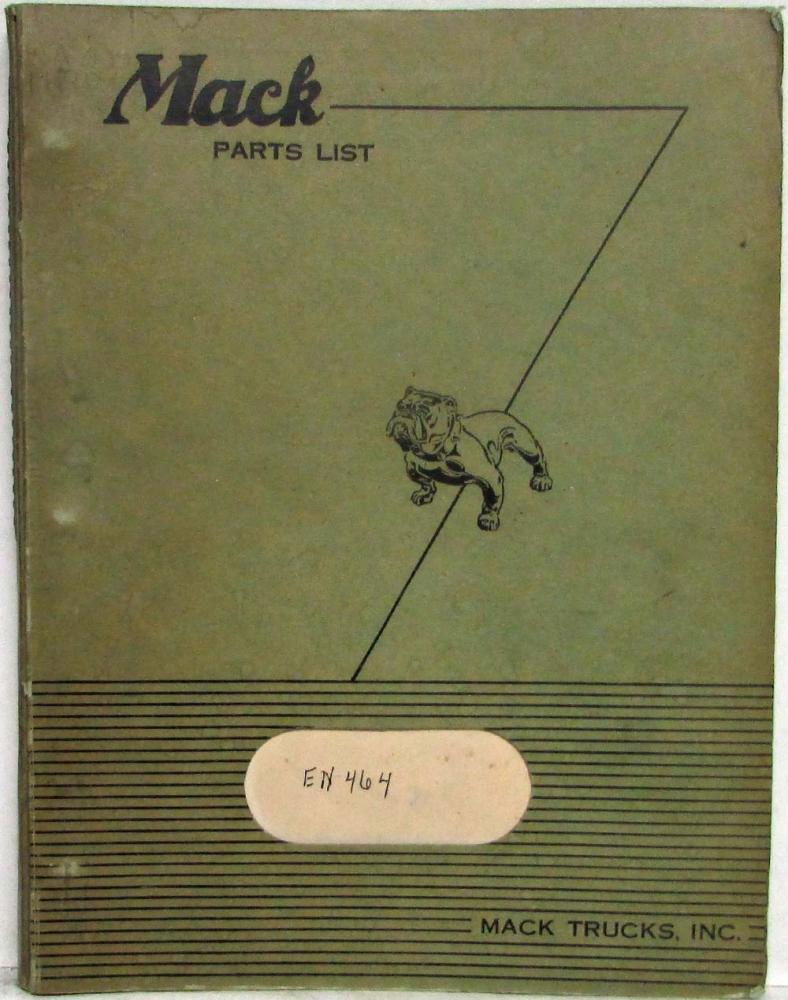 Mack
PARTS LIST
EN 464
MACK TRUCKS, INC.